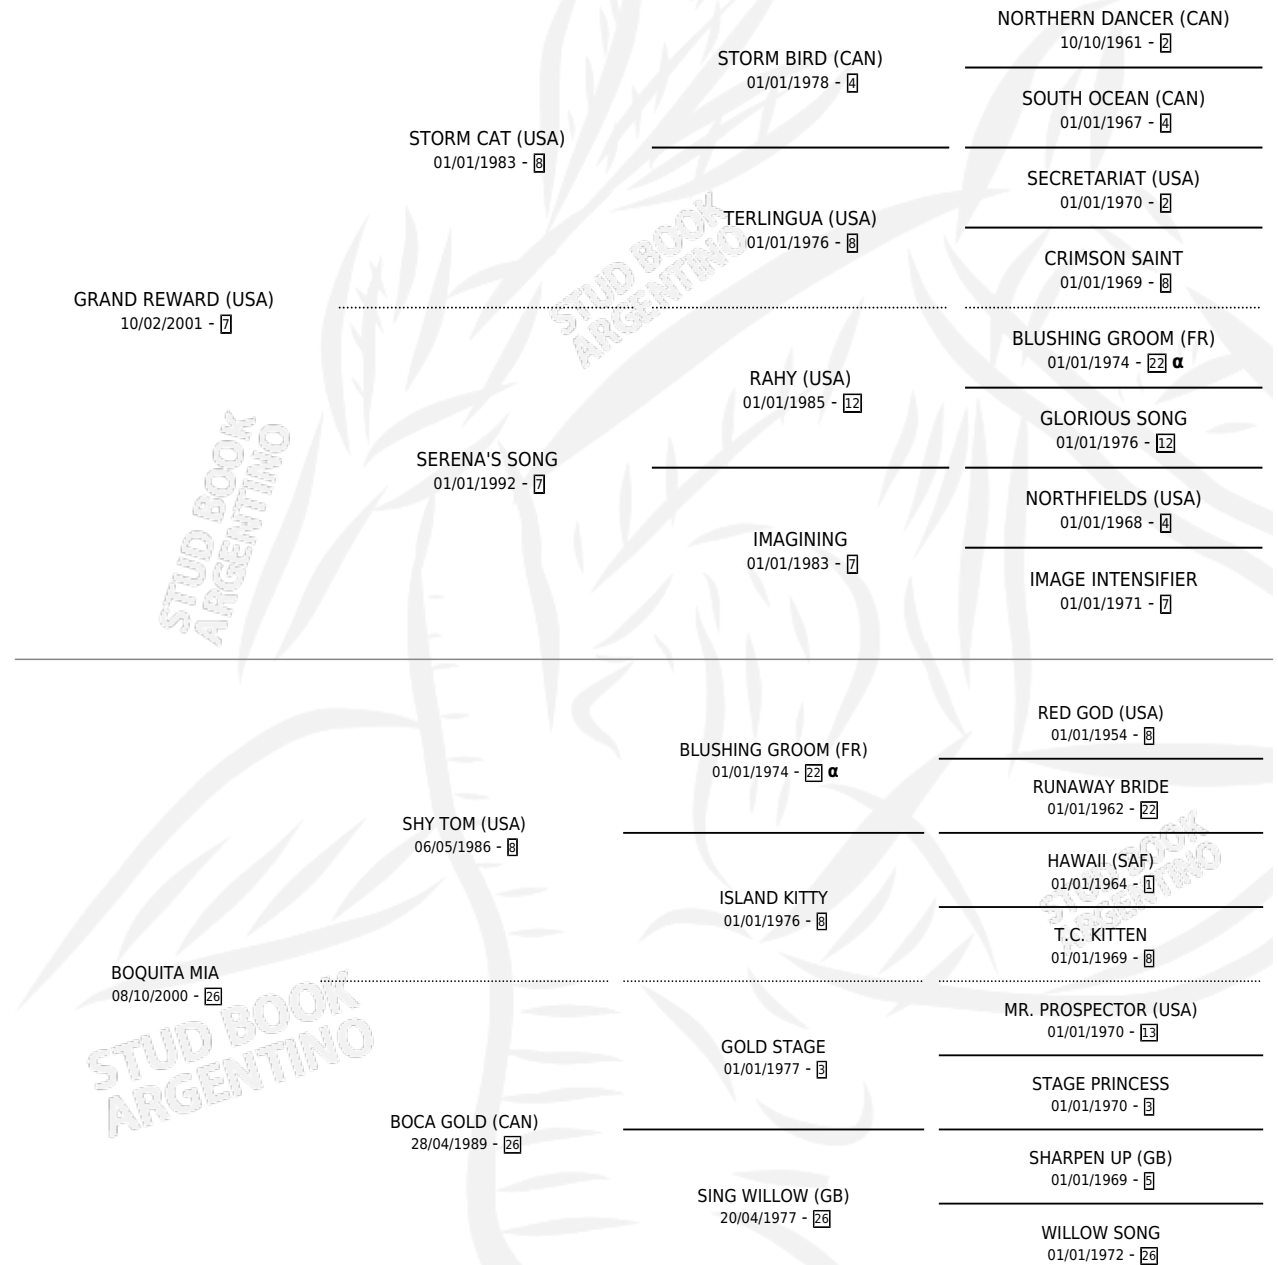 GRAND REWARD (USA)
10/02/2001 - 7
STORM CAT (USA)
01/01/1983 - 8
SERENA'S SONG
01/01/1992 - 7
STORM BIRD (CAN)
01/01/1978 - 4
TERLINGUA (USA)
01/01/1976 - 8
RAHY (USA)
01/01/1985 - 12
IMAGINING
01/01/1983 - 7
NORTHERN DANCER (CAN)
10/10/1961 - 2
SOUTH OCEAN (CAN)
01/01/1967 - 4
SECRETARIAT (USA)
01/01/1970 - 2
CRIMSON SAINT
01/01/1969 - 8
BLUSHING GROOM (FR)
01/01/1974 - 22 α
GLORIOUS SONG
01/01/1976 - 12
NORTHFIELDS (USA)
01/01/1968 - 4
IMAGE INTENSIFIER
01/01/1971 - 7
BOQUITA MIA
08/10/2000 - 26
SHY TOM (USA)
06/05/1986 - 8
BOCA GOLD (CAN)
28/04/1989 - 26
BLUSHING GROOM (FR)
01/01/1974 - 22 α
ISLAND KITTY
01/01/1976 - 8
GOLD STAGE
01/01/1977 - 3
SING WILLOW (GB)
20/04/1977 - 26
RED GOD (USA)
01/01/1954 - 8
RUNAWAY BRIDE
01/01/1962 - 22
HAWAII (SAF)
01/01/1964 - 1
T.C. KITTEN
01/01/1969 - 8
MR. PROSPECTOR (USA)
01/01/1970 - 13
STAGE PRINCESS
01/01/1970 - 3
SHARPEN UP (GB)
01/01/1969 - 5
WILLOW SONG
01/01/1972 - 26
STUD BOOK
ARGENTINO
STUD BOOK
ARGENTINO
STUD BOOK
ARGENTINO
STUD BOOK
ARGENTINO